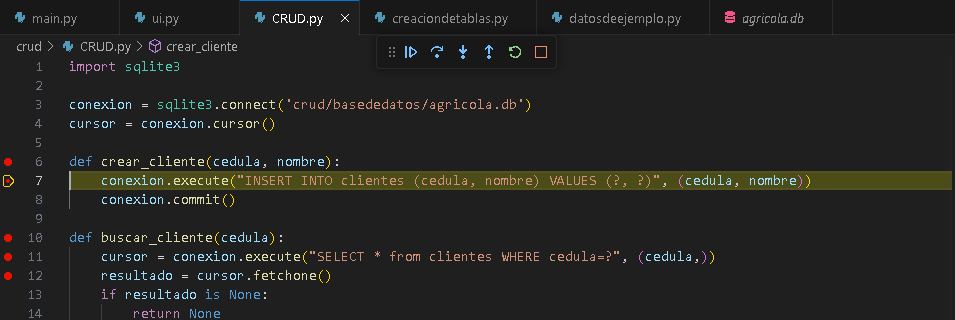 main.py ui.py CRUD.py creaciondetablas.py datosdeejemplo.py agricola.db
crud > CRUD.py > crear_cliente
1 import sqlite3
2
3 conexion = sqlite3.connect('crud/basededatos/agricola.db')
4 cursor = conexion.cursor()
5
6 def crear_cliente(cedula, nombre):
7     conexion.execute("INSERT INTO clientes (cedula, nombre) VALUES (?, ?)", (cedula, nombre))
8     conexion.commit()
9
10 def buscar_cliente(cedula):
11     cursor = conexion.execute("SELECT * from clientes WHERE cedula=?", (cedula,))
12     resultado = cursor.fetchone()
13     if resultado is None:
14         return None